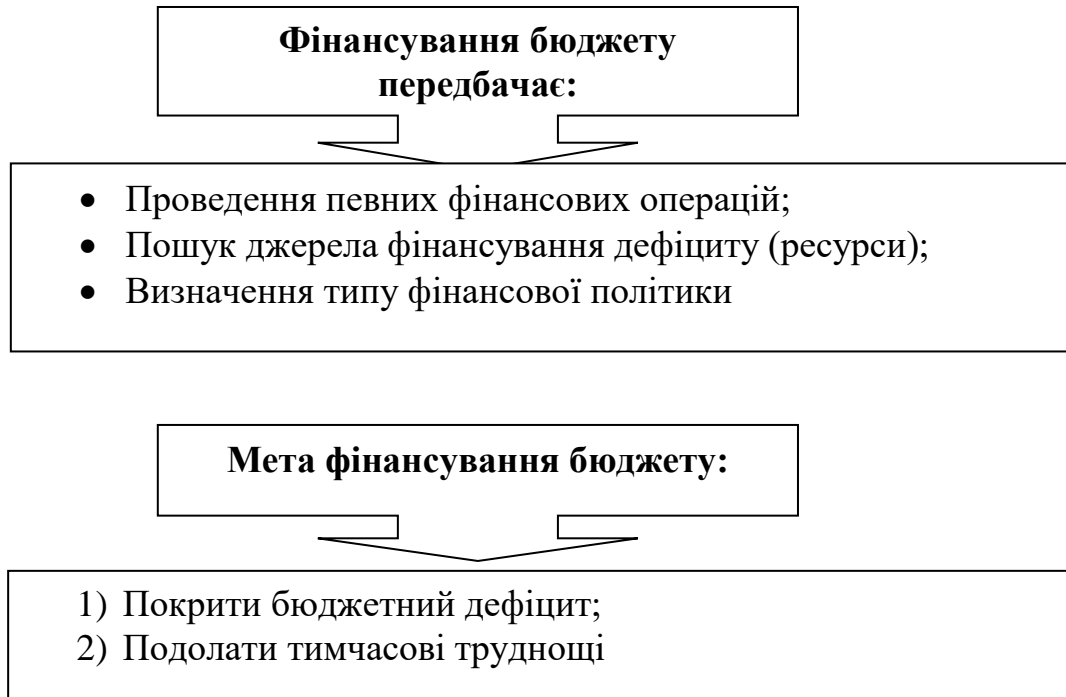 Фінансування бюджету
передбачає:
• Проведення певних фінансових операцій;
• Пошук джерела фінансування дефіциту (ресурси);
• Визначення типу фінансової політики
Мета фінансування бюджету:
1) Покрити бюджетний дефіцит;
2) Подолати тимчасові труднощі